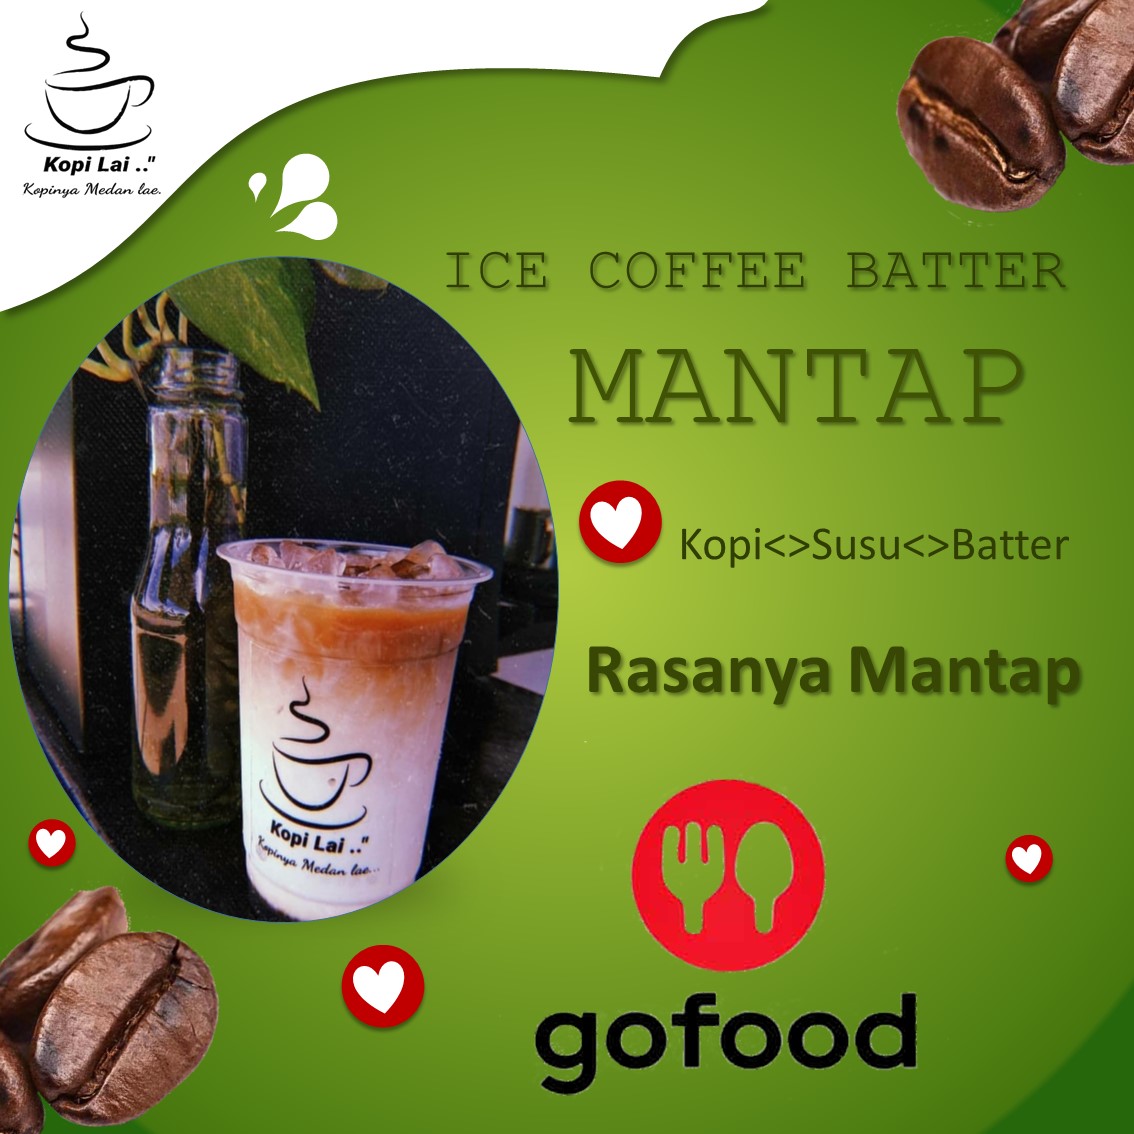 Kopi Lai .."
Kopinya Medan lae.
ICE COFFEE BATTER
MANTAP
Kopi<>Susu<>Batter
Rasanya Mantap
Kopi Lai .."
Kopinya Medan lae...
gofood